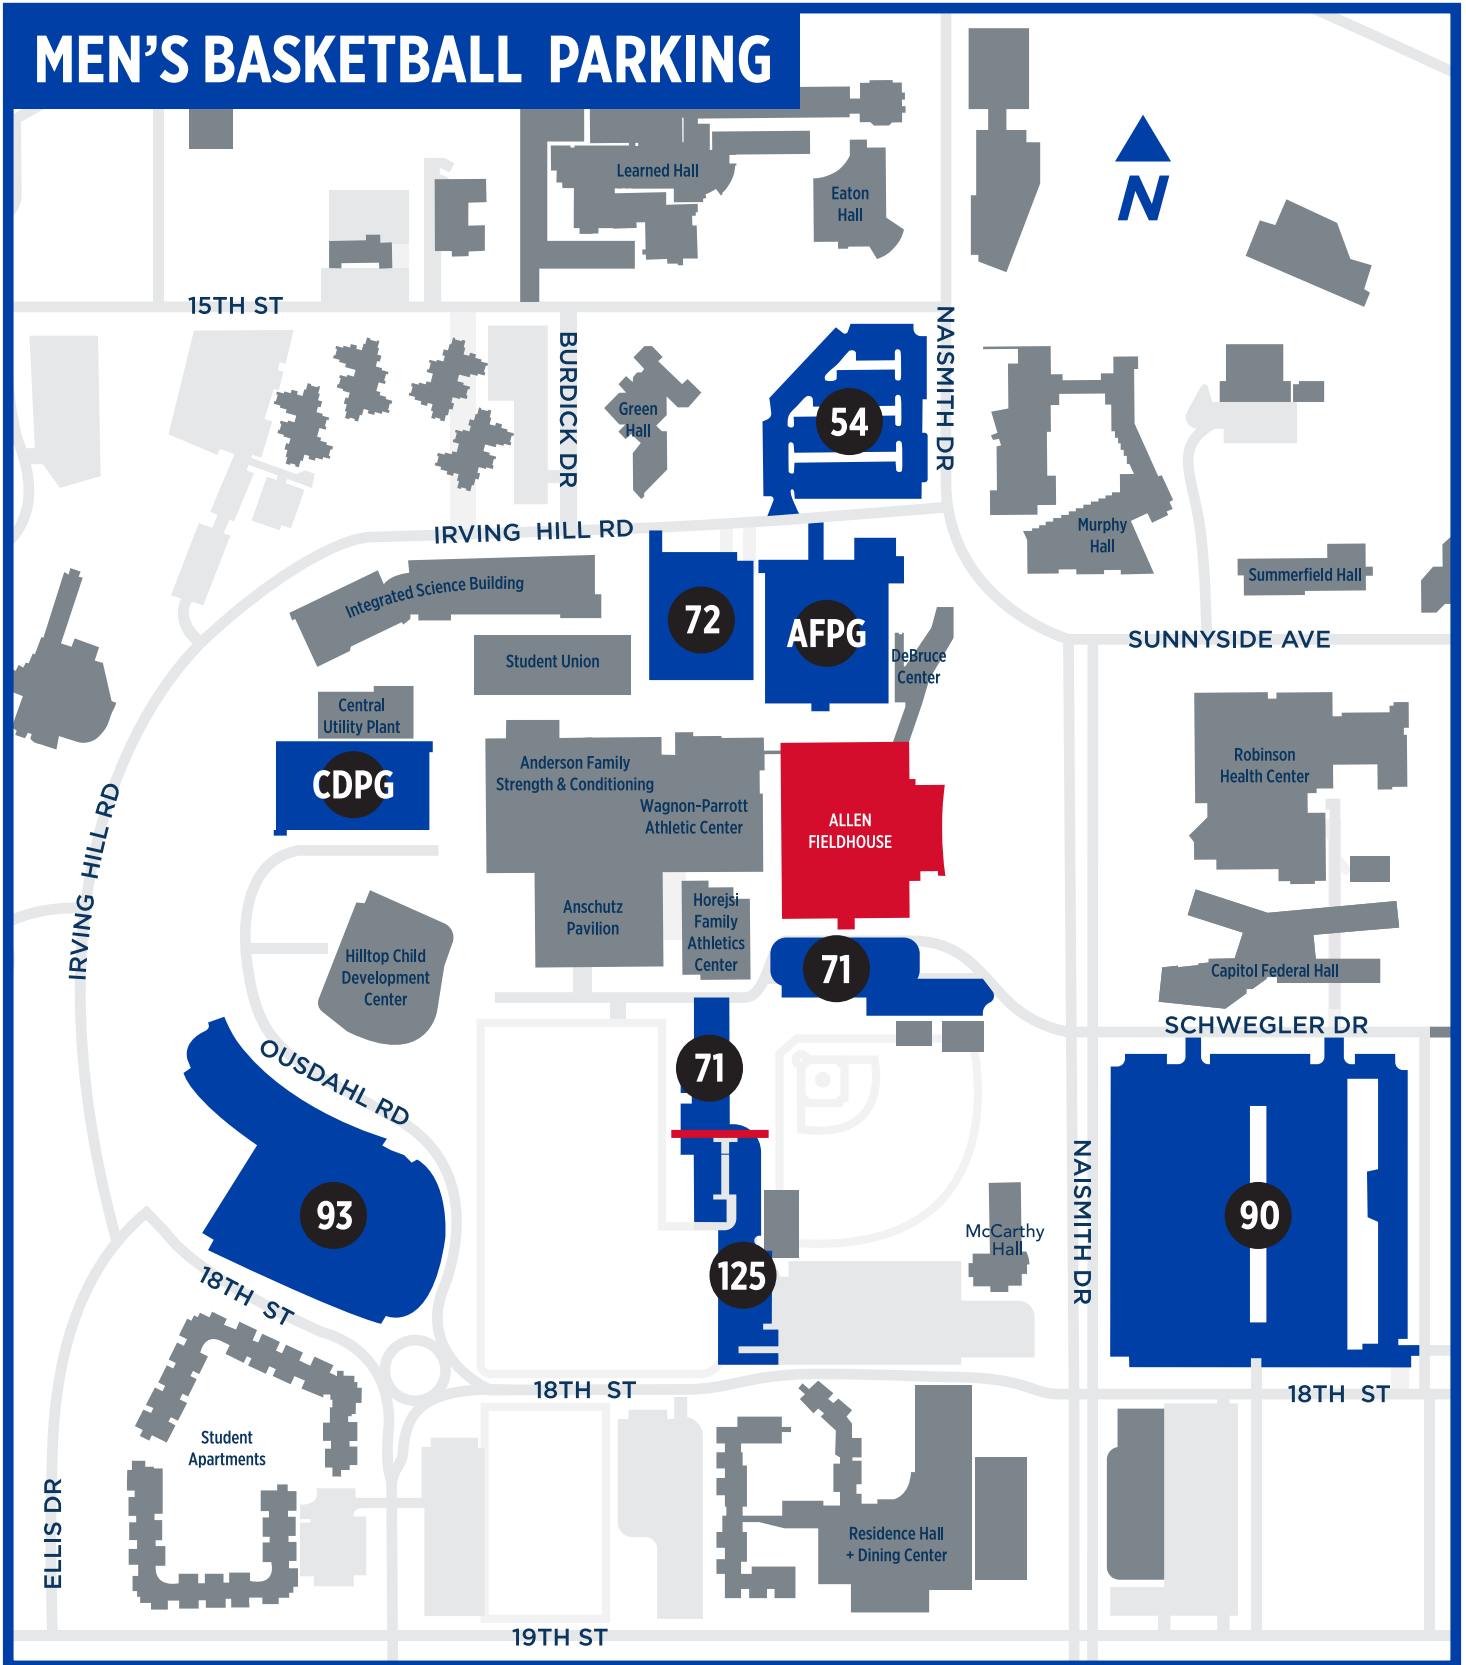 MEN'S BASKETBALL PARKING
N
Learned Hall
Eaton
Hall
15TH ST
BURDICK DR
NAISMITH DR
Green
Hall
54
IRVING HILL RD
Murphy
Hall
Integrated Science Building
Summerfield Hall
72
AFPG
SUNNYSIDE AVE
DeBruce
Center
Student Union
Central
Utility Plant
CDPG
Anderson Family
Strength & Conditioning
Wagnon-Parrott
Athletic Center
ALLEN
FIELDHOUSE
Robinson
Health Center
IRVING HILL RD
Anschutz
Pavilion
Horejsi
Family
Athletics
Center
Hilltop Child
Development
Center
71
Capitol Federal Hall
SCHWEGLER DR
OUSDAHL RD
71
93
NAISMITH DR
90
McCarthy
Hall
125
18TH ST
18TH ST
18TH ST
Student
Apartments
ELLIS DR
Residence Hall
+ Dining Center
19TH ST